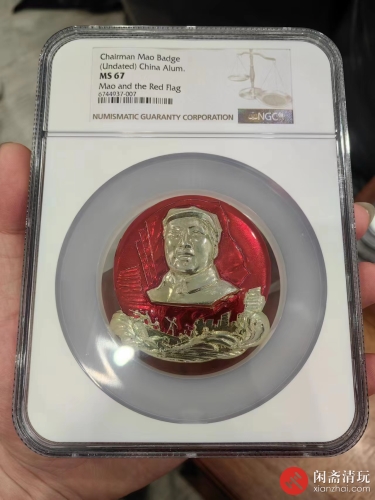 Chairman Mao Badge
(Undated) China Alum.
MS 67
Mao and the Red Flag
6744937-007
NUMISMATIC GUARANTY CORPORATION
NGC
闲斋清玩
xianzhai.com